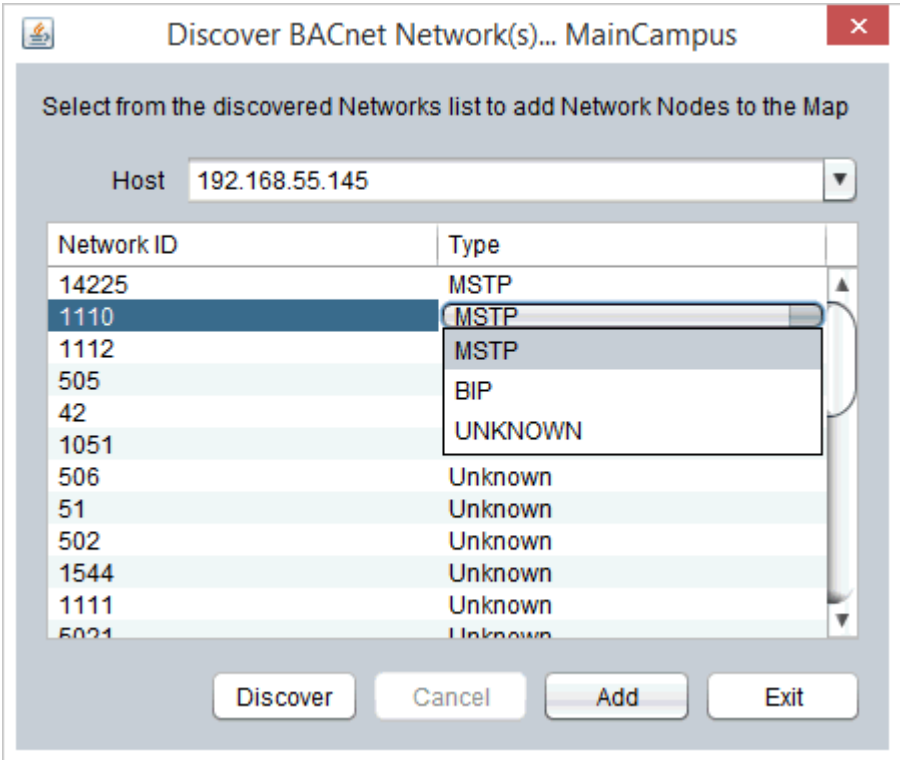 Discover BACnet Network(s)... MainCampus
Select from the discovered Networks list to add Network Nodes to the Map
Host 192.168.55.145
Network ID Type
14225 MSTP
1110 MSTP
1112 MSTP
505 BIP
42 UNKNOWN
1051
506 Unknown
51 Unknown
502 Unknown
1544 Unknown
1111 Unknown
5021 Unknown
Discover Cancel Add Exit